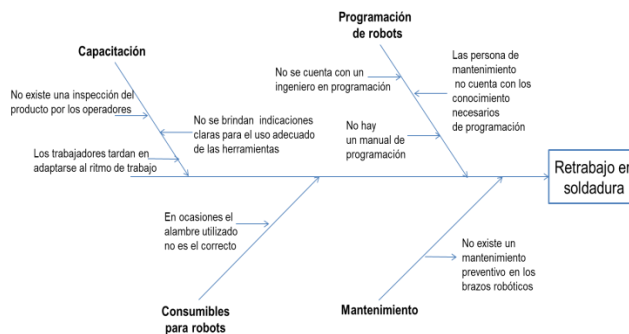 Capacitación
No existe una inspección del
producto por los operadores
No se brindan indicaciones
claras para el uso adecuado
de las herramientas
Los trabajadores tardan en
adaptarse al ritmo de trabajo
Programación
de robots
No se cuenta con un
ingeniero en programación
Las persona de
mantenimiento
no cuenta con los
conocimiento
necesarios
de programación
No hay
un manual de
programación
Retrabajo en
soldadura
En ocasiones el
alambre utilizado
no es el correcto
Consumibles
para robots
No existe un
mantenimiento
preventivo en los
brazos robóticos
Mantenimiento